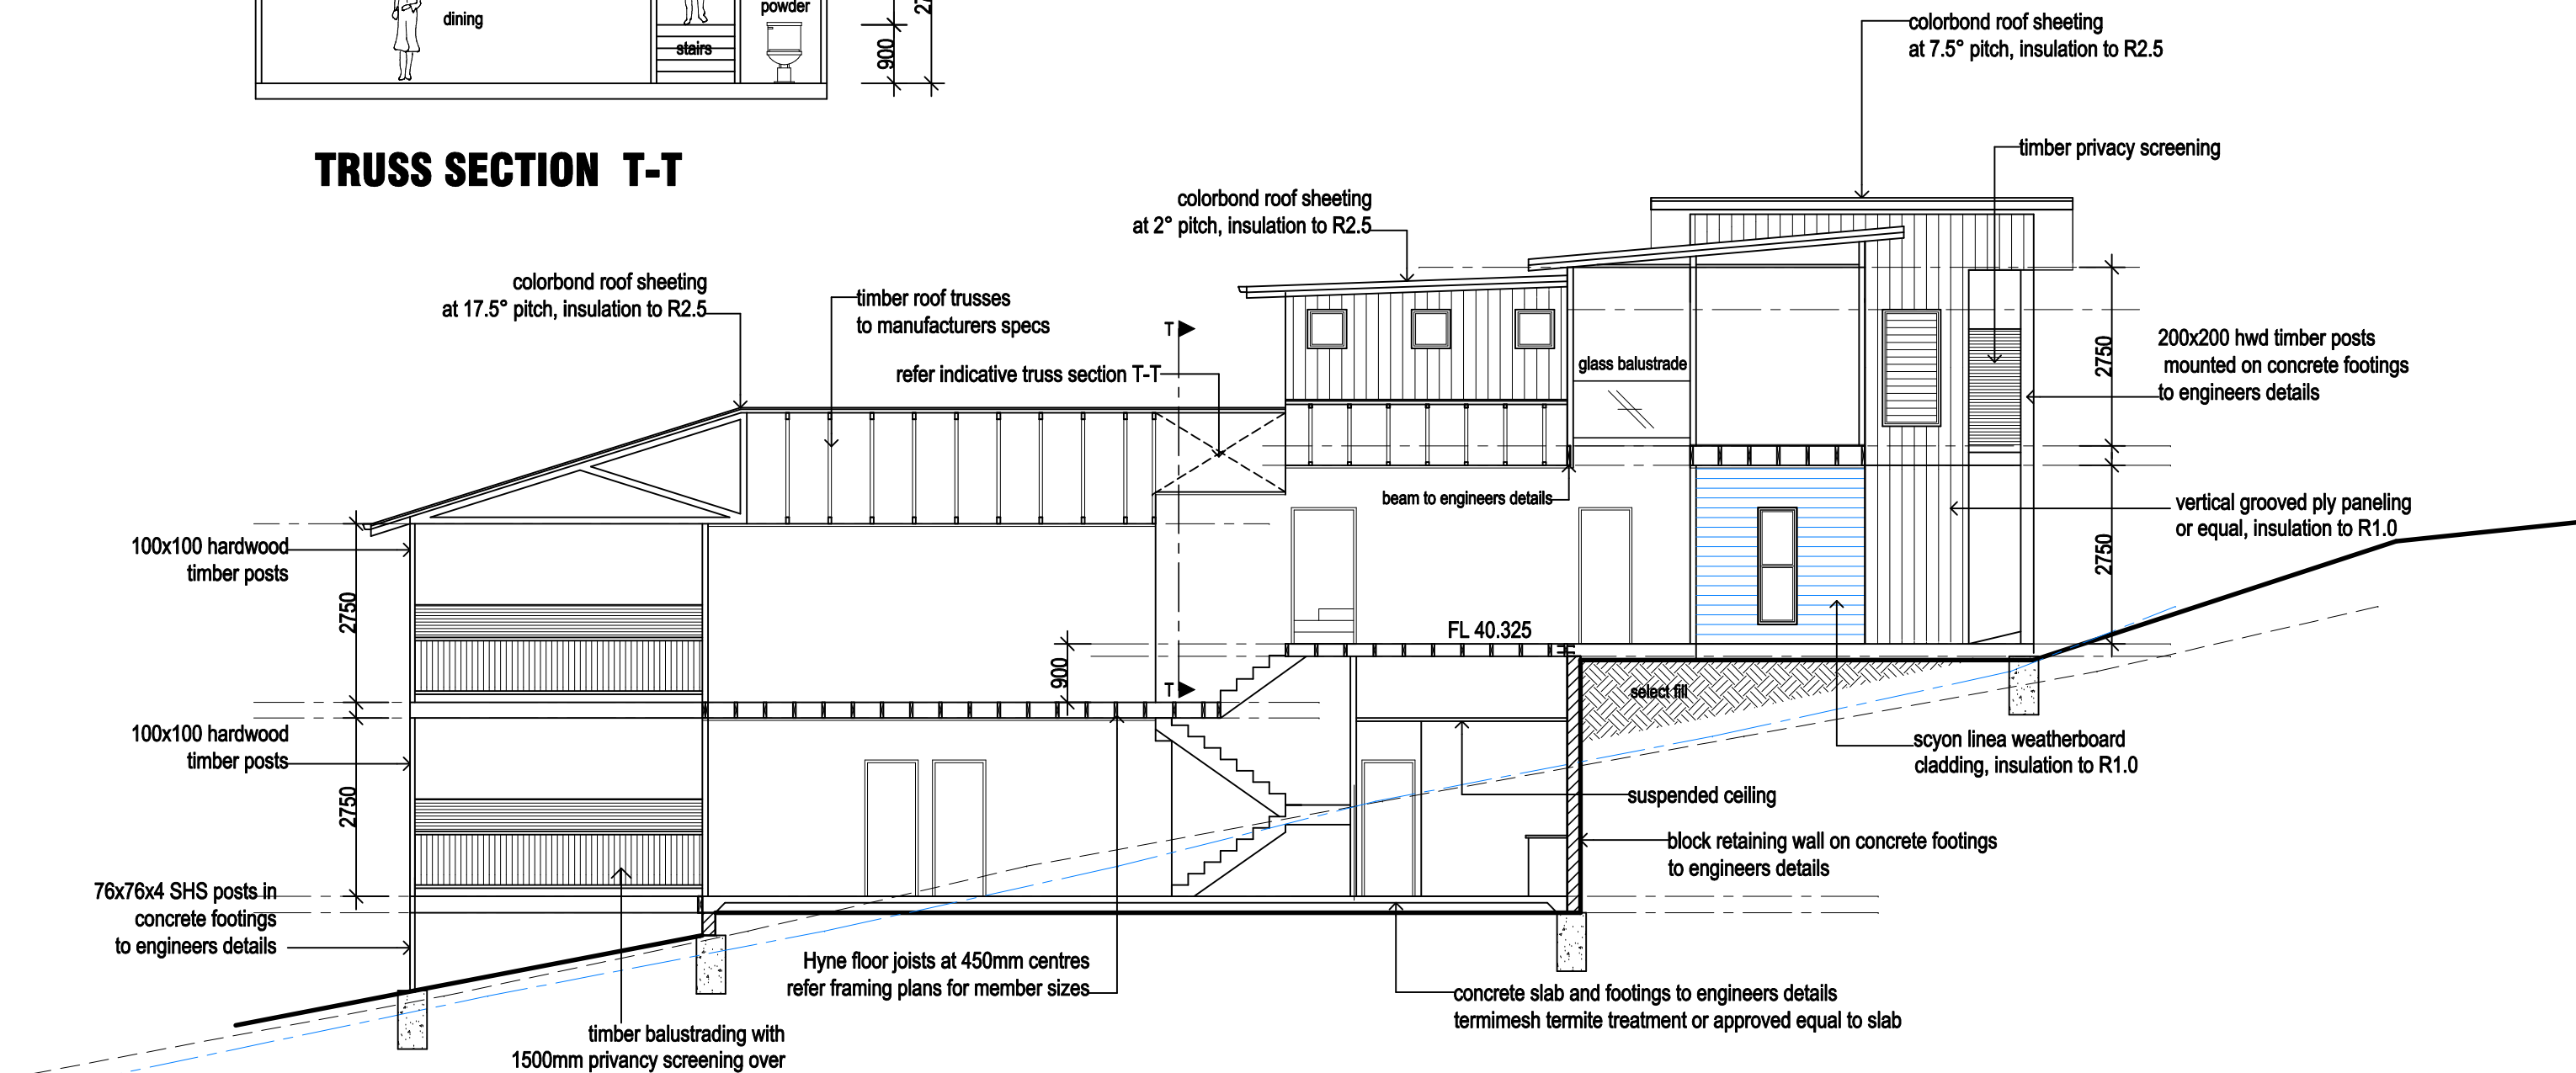 dining
stairs
powder
900
TRUSS SECTION T-T
colorbond roof sheeting
at 7.5° pitch, insulation to R2.5
timber privacy screening
colorbond roof sheeting
at 2° pitch, insulation to R2.5
colorbond roof sheeting
at 17.5° pitch, insulation to R2.5
timber roof trusses
to manufacturers specs
T
refer indicative truss section T-T
glass balustrade
2750
200x200 hwd timber posts
mounted on concrete footings
to engineers details
beam to engineers details
vertical grooved ply paneling
or equal, insulation to R1.0
2750
100x100 hardwood
timber posts
2750
FL 40.325
900
T
select fill
100x100 hardwood
timber posts
scyon linea weatherboard
cladding, insulation to R1.0
2750
suspended ceiling
block retaining wall on concrete footings
to engineers details
76x76x4 SHS posts in
concrete footings
to engineers details
Hyne floor joists at 450mm centres
refer framing plans for member sizes
concrete slab and footings to engineers details
termimesh termite treatment or approved equal to slab
timber balustrading with
1500mm privancy screening over